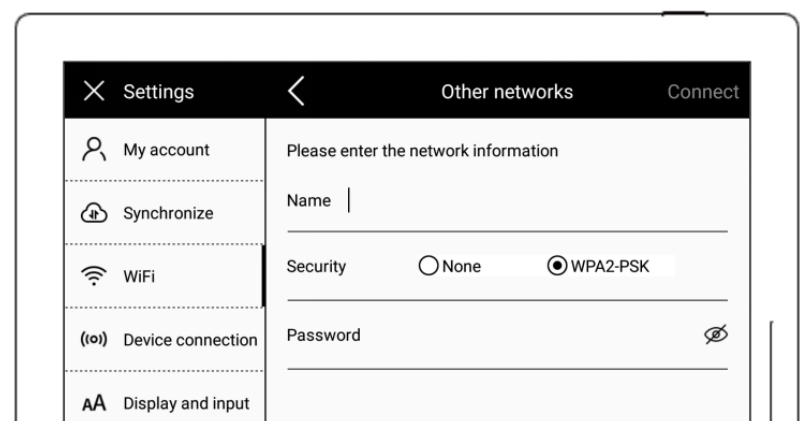 Settings
Other networks
Connect
My account
Synchronize
WiFi
Device connection
AA Display and input
Please enter the network information
Name
Security
None
WPA2-PSK
Password